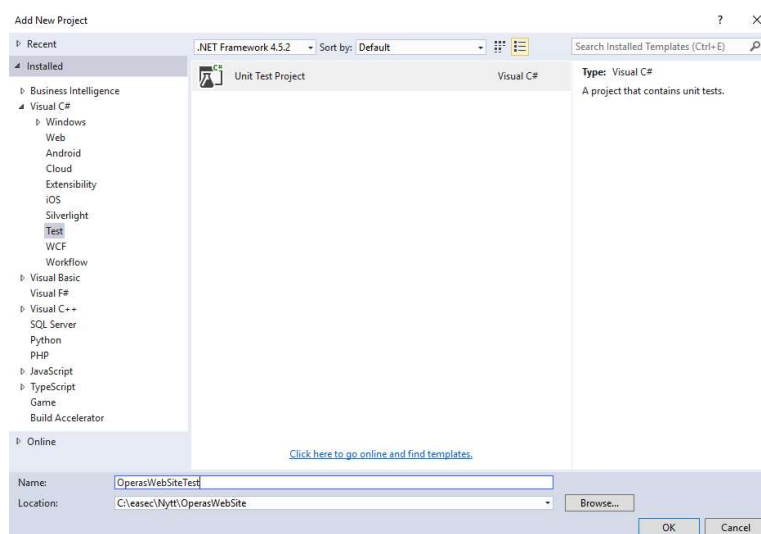 Add New Project
?
Recent
.NET Framework 4.5.2
Sort by: Default
Search Installed Templates (Ctrl+E)
Installed
Business Intelligence
Visual C#
Windows
Web
Android
Cloud
Extensibility
iOS
Silverlight
Test
WCF
Workflow
Visual Basic
Visual F#
Visual C++
SQL Server
Python
PHP
JavaScript
TypeScript
Game
Build Accelerator
Online
C#
Unit Test Project
Visual C#
Type: Visual C#
A project that contains unit tests.
Click here to go online and find templates.
Name: OperasWebSiteTest
Location: C:\easec\Nytt\OperasWebSite
Browse...
OK
Cancel